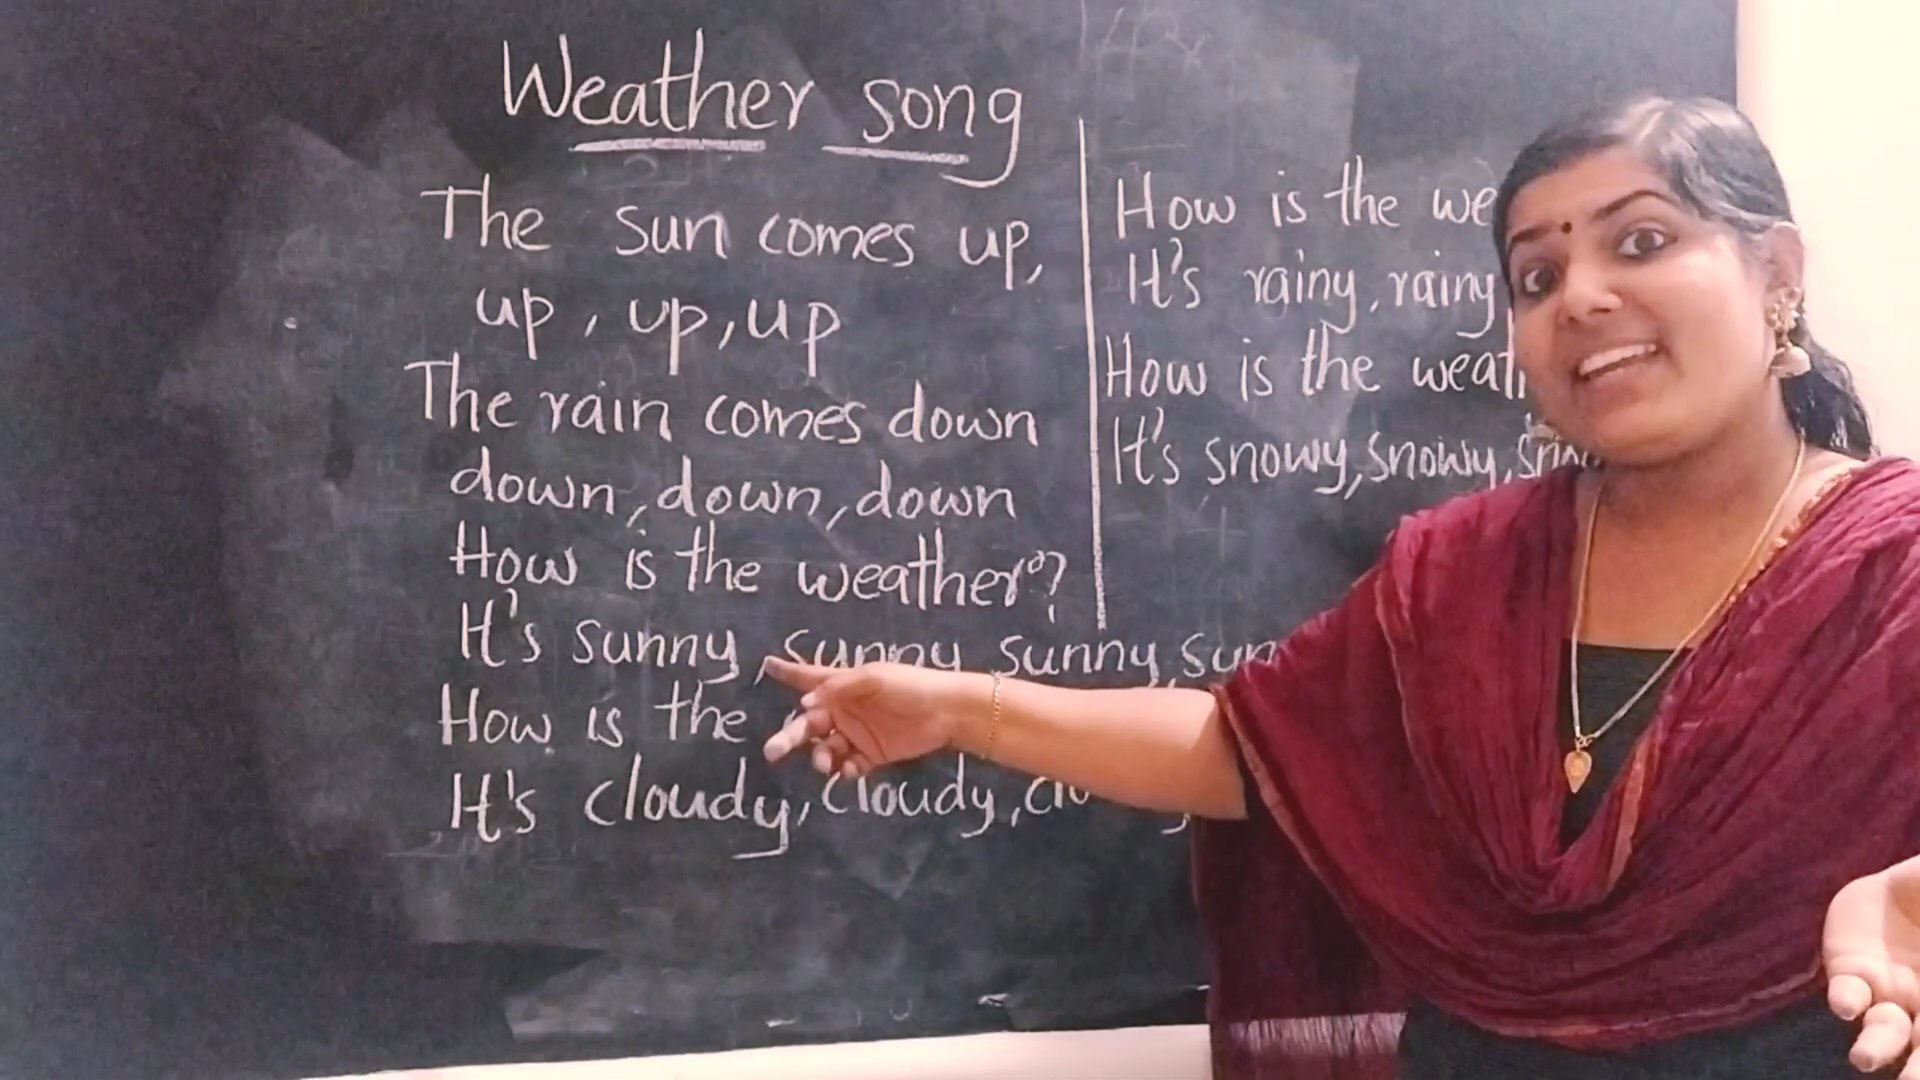 Weather song
The sun comes up,
up, up, up
The rain comes down
down, down, down
How is the weather?
It's sunny, sunny sunny,
How is the
It's cloudy, cloudy,
How is the
It's rainy, rainy
How is the
It's snowy, snowy,